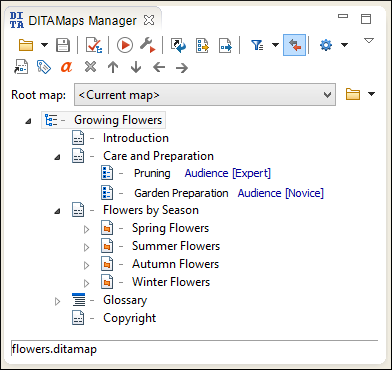 DITA DITAMaps Manager
Root map: <Current map>
Growing Flowers
Introduction
Care and Preparation
Pruning Audience [Expert]
Garden Preparation Audience [Novice]
Flowers by Season
Spring Flowers
Summer Flowers
Autumn Flowers
Winter Flowers
Glossary
Copyright
flowers.ditamap